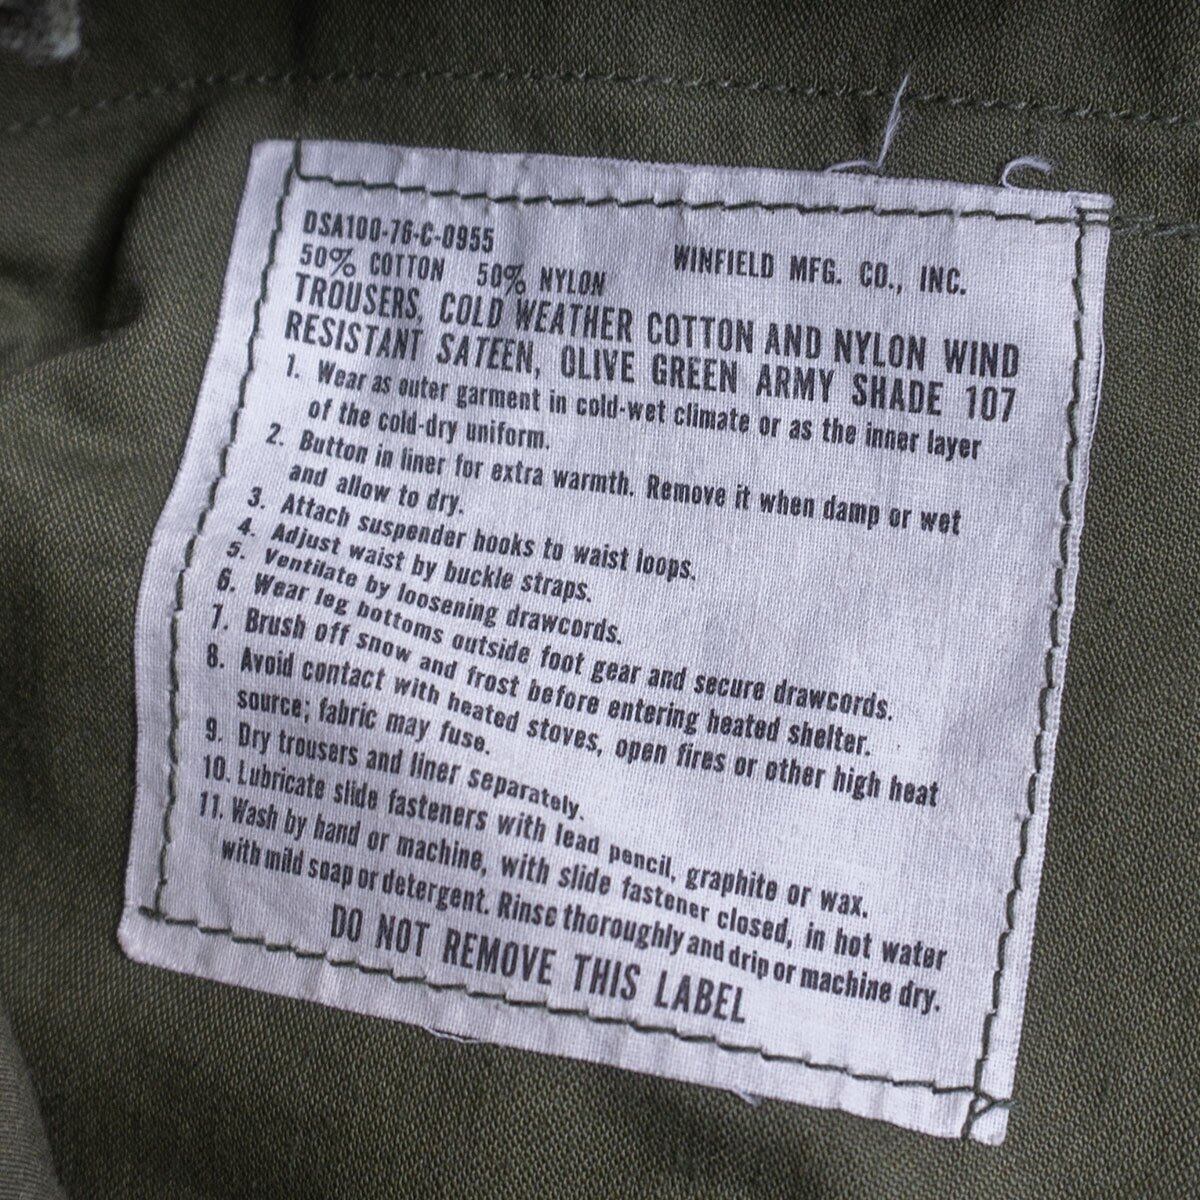 DSA100-76-C-0955
50% COTTON 50% NYLON WINFIELD MFG. CO., INC.
TROUSERS, COLD WEATHER COTTON AND NYLON WIND
RESISTANT SATEEN, OLIVE GREEN ARMY SHADE 107
1. Wear as outer garment in cold-wet climate or as the inner layer
of the cold-dry uniform.
2. Button in liner for extra warmth. Remove it when damp or wet
and allow to dry.
3. Attach suspender hooks to waist loops.
4. Adjust waist by buckle straps.
5. Ventilate by loosening drawcords.
6. Wear leg bottoms outside foot gear and secure drawcords.
7. Brush off snow and frost before entering heated shelter.
8. Avoid contact with heated stoves, open fires or other high heat
source; fabric may fuse.
9. Dry trousers and liner separately.
10. Lubricate slide fasteners with lead pencil, graphite or wax.
11. Wash by hand or machine, with slide fastener closed, in hot water
with mild soap or detergent. Rinse thoroughly and drip or machine dry.
DO NOT REMOVE THIS LABEL